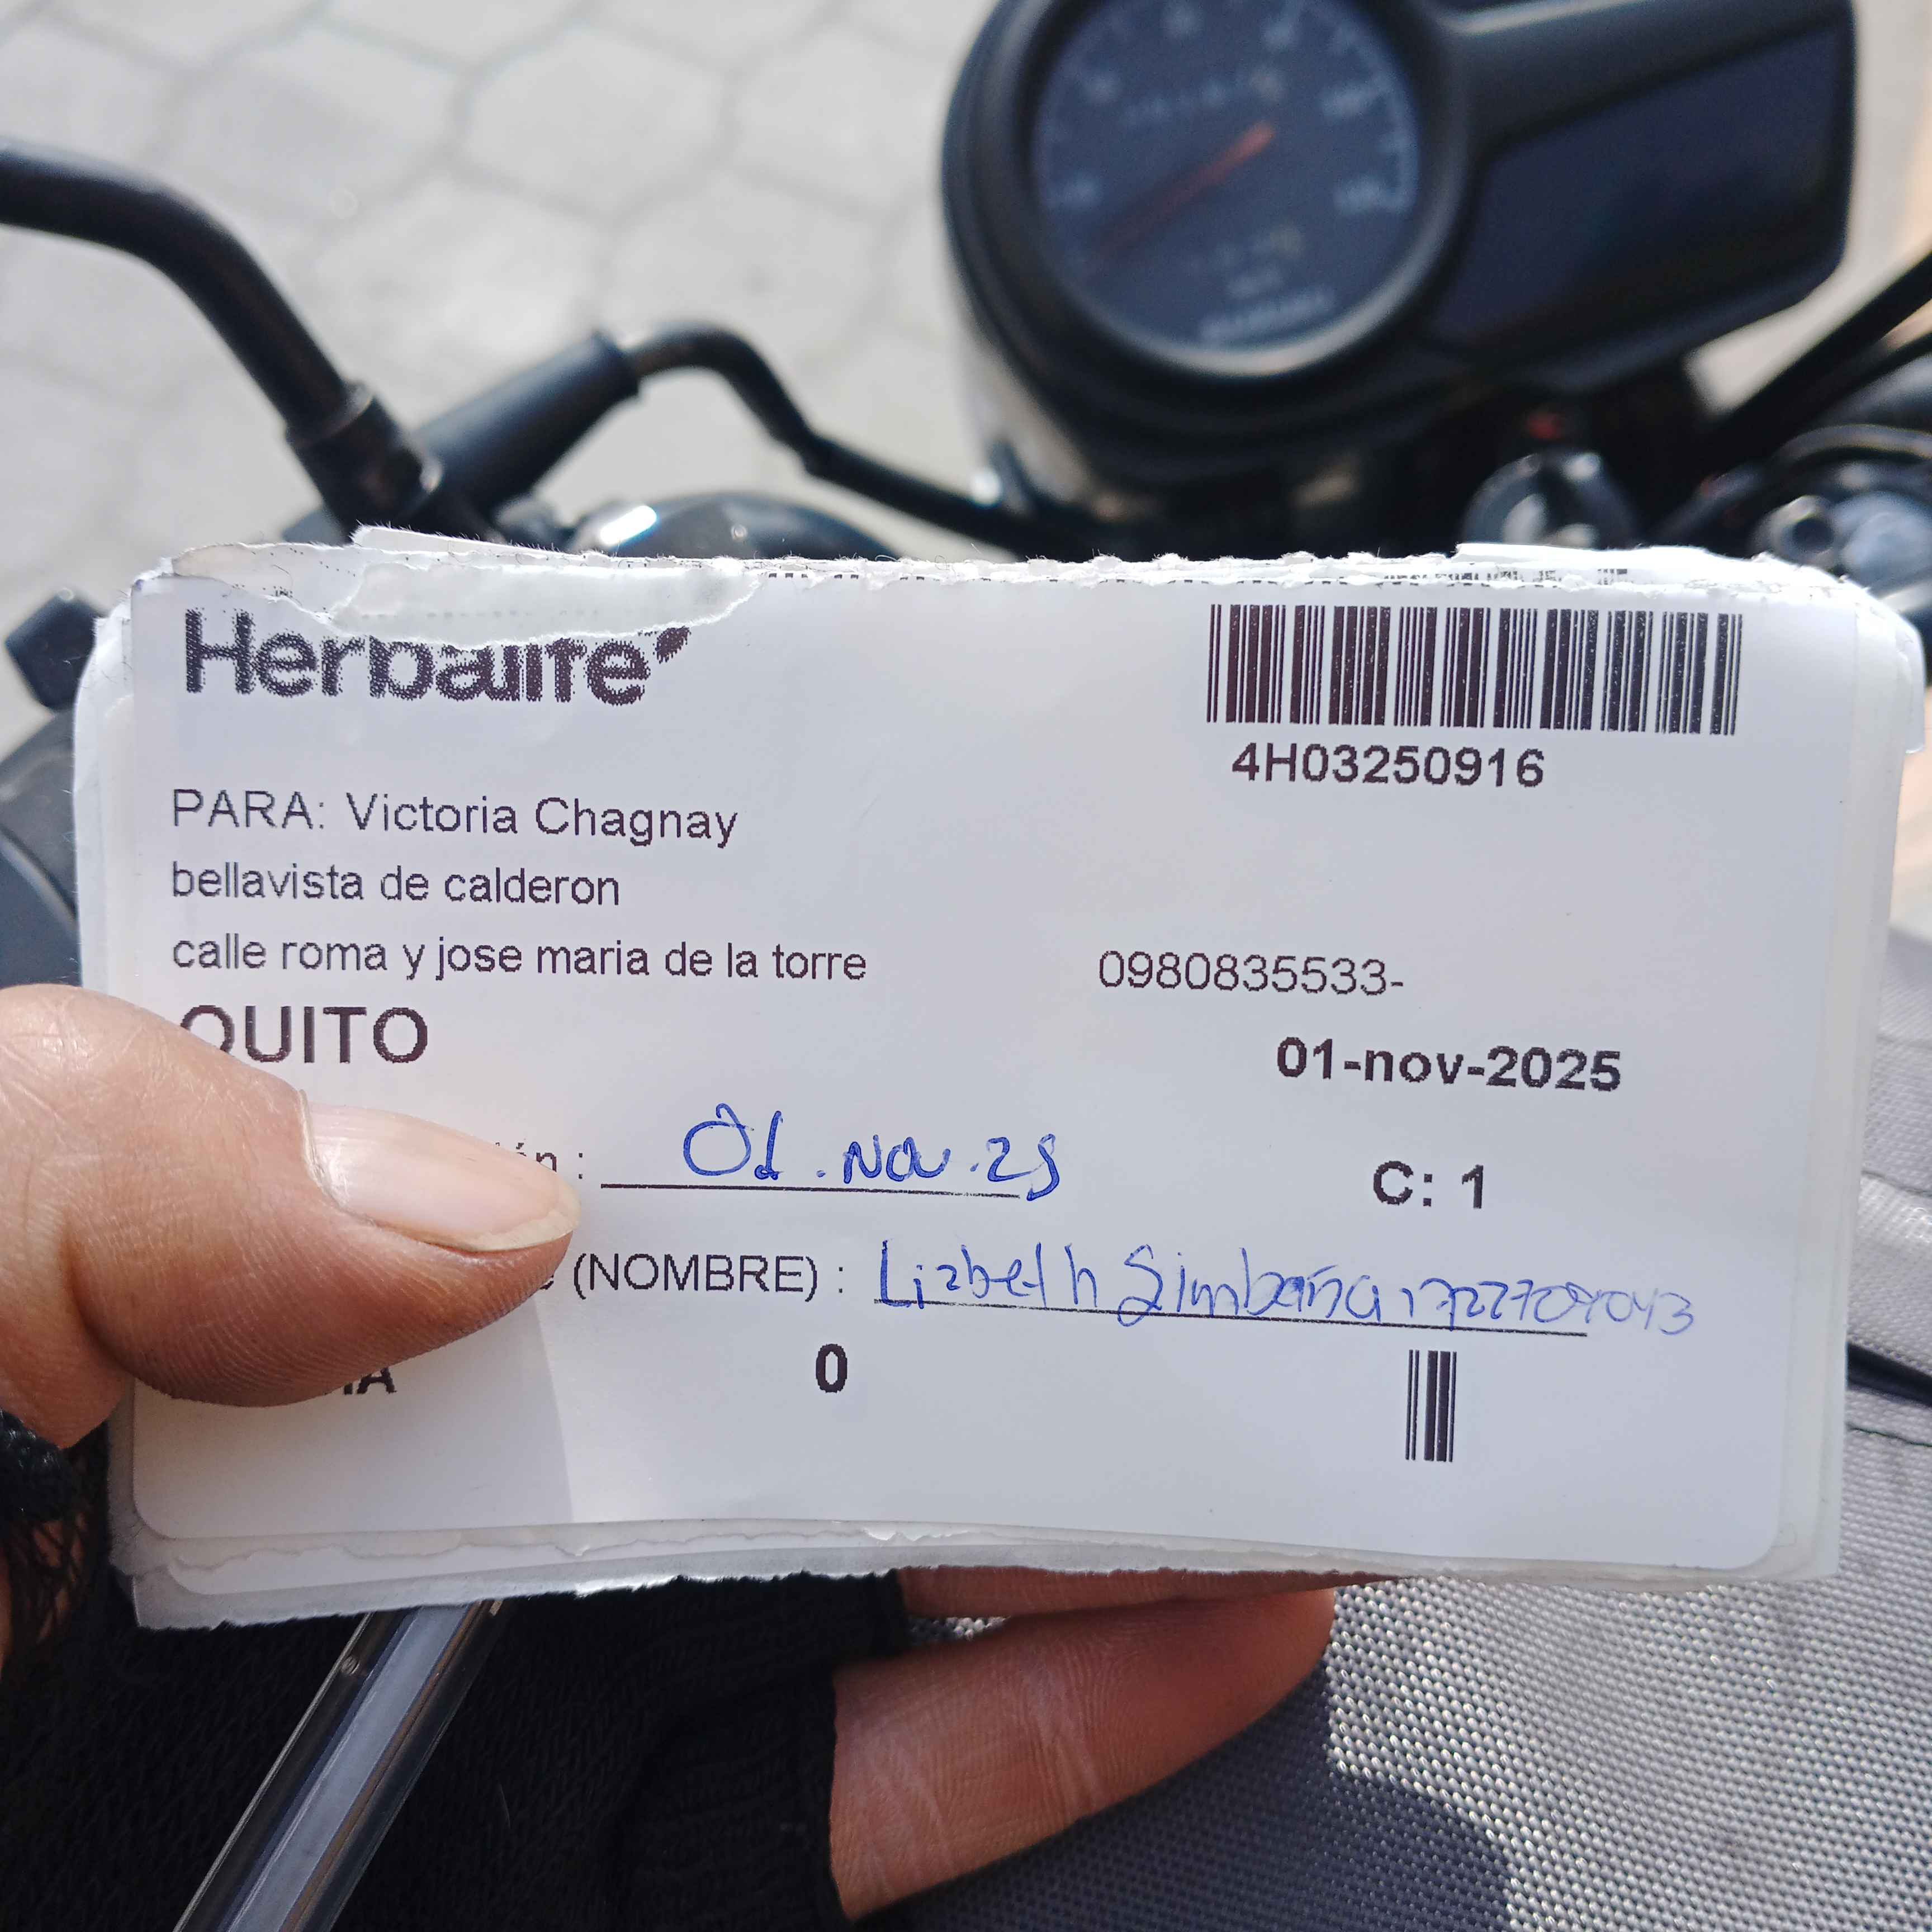 Herbalife
4H03250916
PARA: Victoria Chagnay
bellavista de calderon
calle roma y jose maria de la torre
0980835533-
QUITO
01-nov-2025
ón : 01 . NOV . 25
C: 1
(NOMBRE) : Lizbeth Simbaña
0